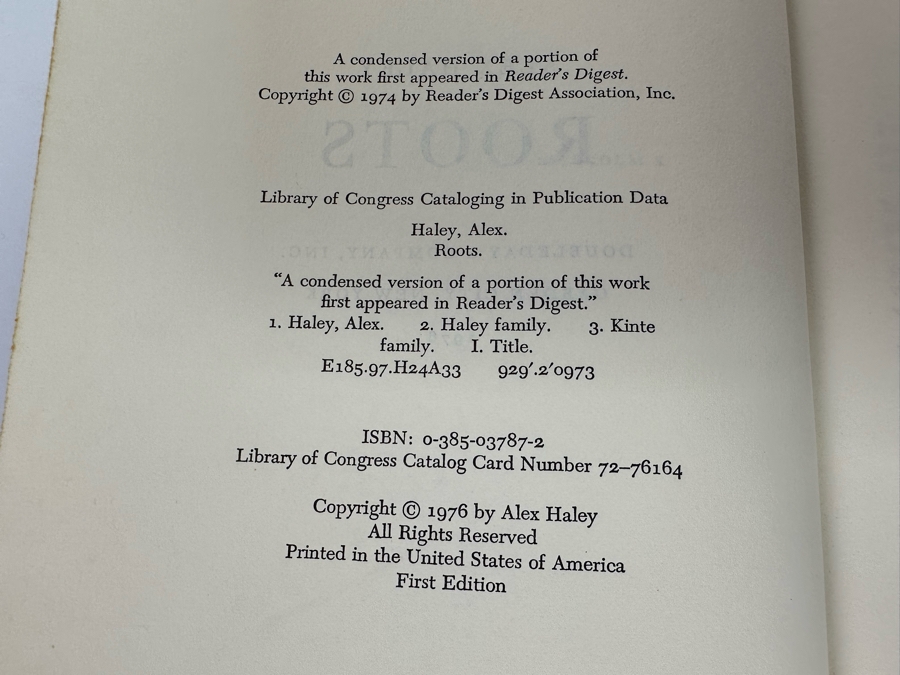 A condensed version of a portion of
this work first appeared in Reader's Digest.
Copyright © 1974 by Reader's Digest Association, Inc.
ROOTS
Library of Congress Cataloging in Publication Data
Haley, Alex.
Roots.
"A condensed version of a portion of this work
first appeared in Reader's Digest."
1. Haley, Alex. 2. Haley family. 3. Kinte
family. I. Title.
E185.97.H24A33 929'.2'0973
ISBN: 0-385-03787-2
Library of Congress Catalog Card Number 72–76164
Copyright © 1976 by Alex Haley
All Rights Reserved
Printed in the United States of America
First Edition